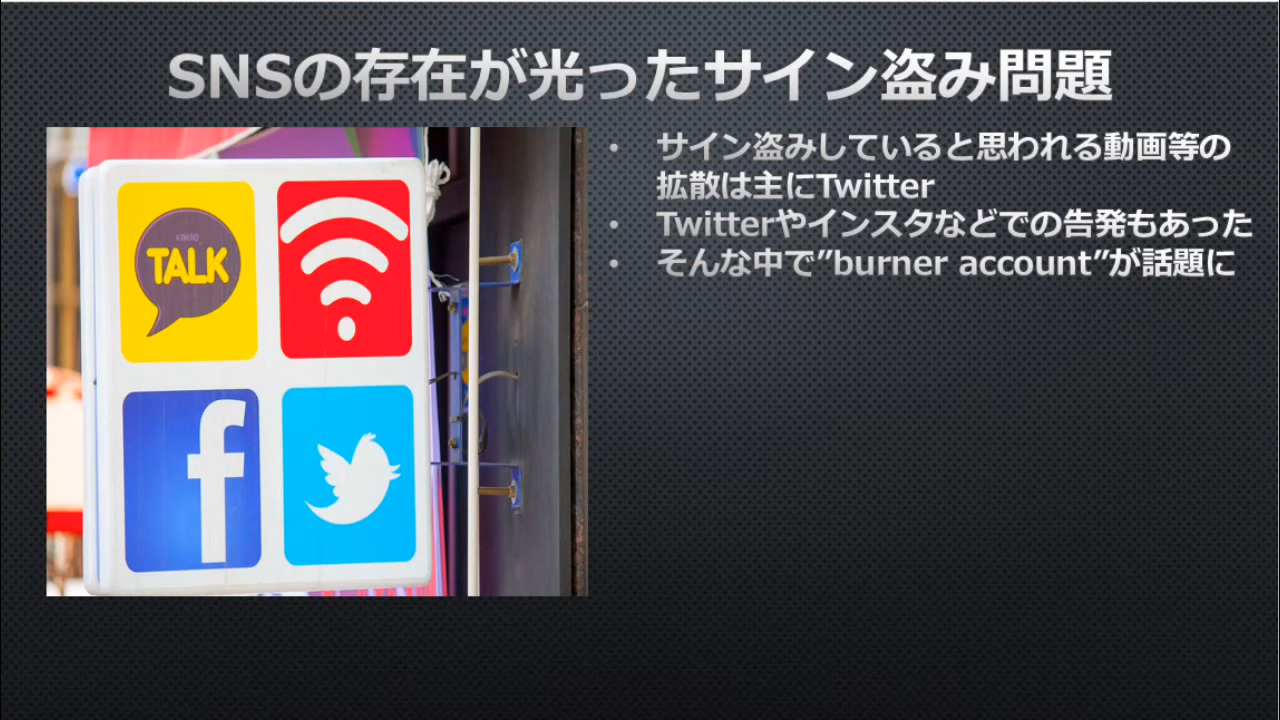 SNSの存在が光ったサイン盗み問題
• サイン盗みしていると思われる動画等の
拡散は主にTwitter
• Twitterやインスタなどでの告発もあった
• そんな中で”burner account”が話題に
KAKAO
TALK